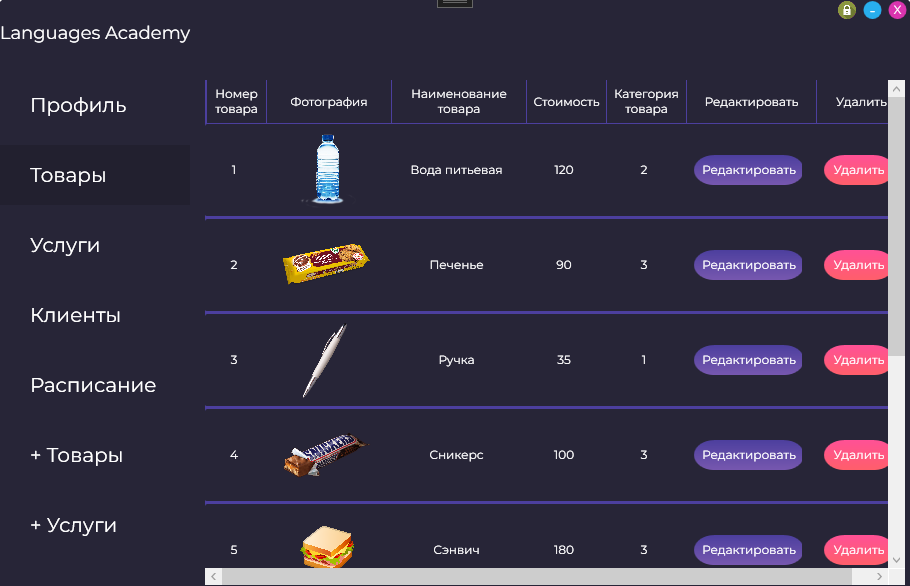 - X
Languages Academy
Профиль
Товары
Услуги
Клиенты
Расписание
+ Товары
+ Услуги
Номер товара Фотография Наименование товара Стоимость Категория товара Редактировать Удалить
1 Вода питьевая 120 2 Редактировать Удалить
2 Печенье 90 3 Редактировать Удалить
3 Ручка 35 1 Редактировать Удалить
4 Сникерс 100 3 Редактировать Удалить
5 Сэнвич 180 3 Редактировать Удалить